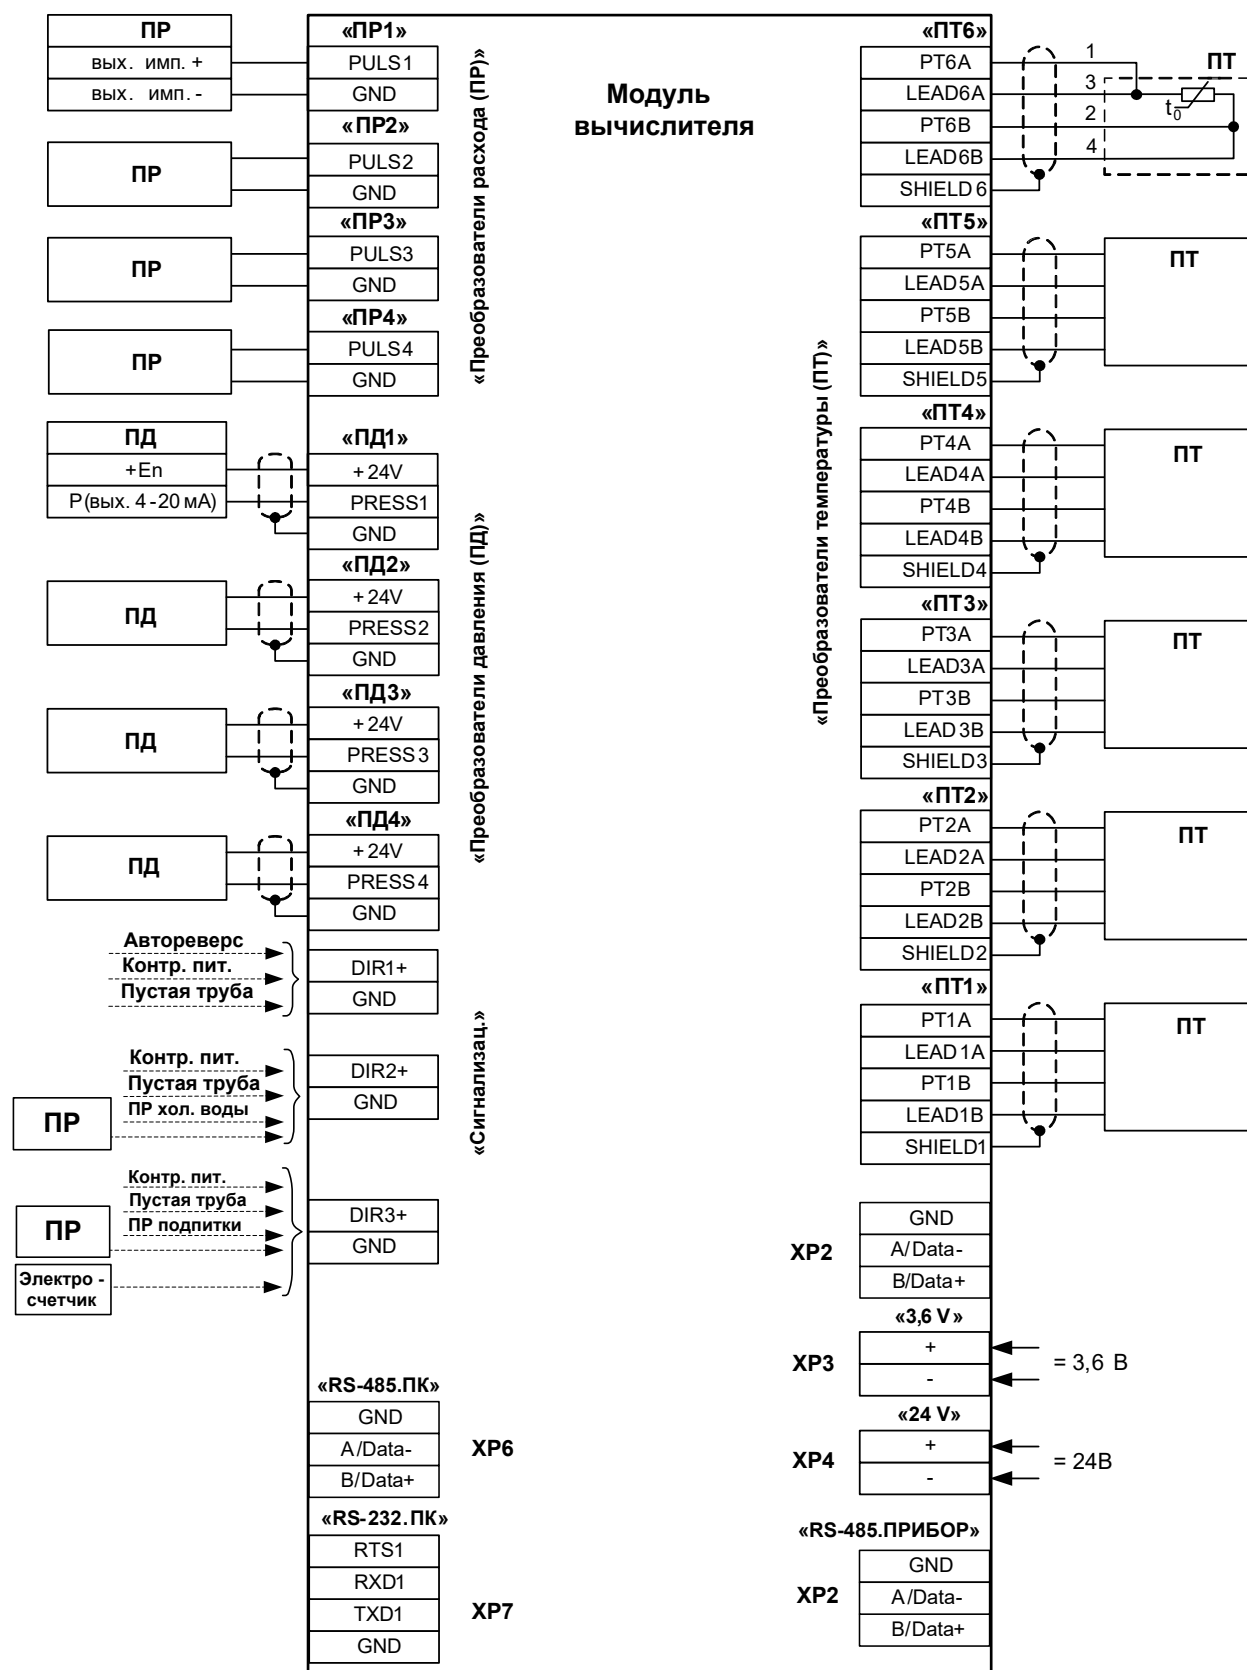 Модуль
вычислителя
ПР
вых. имп. +
вых. имп. -
«ПР1»
PULS1
GND
«ПР2»
ПР
PULS2
GND
«ПР3»
ПР
PULS3
GND
«ПР4»
ПР
PULS4
GND
«Преобразователи расхода (ПР)»
ПД
+En
P(вых. 4-20 мА)
«ПД1»
+24V
PRESS1
GND
«ПД2»
ПД
+24V
PRESS2
GND
«ПД3»
ПД
+24V
PRESS3
GND
«ПД4»
ПД
+24V
PRESS4
GND
«Преобразователи давления (ПД)»
Автореверс
Контр. пит.
Пустая труба
DIR1+
GND
Контр. пит.
Пустая труба
ПР хол. воды
ПР
DIR2+
GND
Контр. пит.
Пустая труба
ПР подпитки
ПР
Электро -
счетчик
DIR3+
GND
«Сигнализац.»
«RS-485.ПК»
GND
A/Data-
B/Data+
XP6
«RS-232.ПК»
RTS1
RXD1
TXD1
GND
XP7
«ПТ6»
PT6A
LEAD6A
PT6B
LEAD6B
SHIELD6
1
3
2
4
ПТ
t0
«ПТ5»
PT5A
LEAD5A
PT5B
LEAD5B
SHIELD5
ПТ
«ПТ4»
PT4A
LEAD4A
PT4B
LEAD4B
SHIELD4
ПТ
«ПТ3»
PT3A
LEAD3A
PT3B
LEAD3B
SHIELD3
ПТ
«ПТ2»
PT2A
LEAD2A
PT2B
LEAD2B
SHIELD2
ПТ
«ПТ1»
PT1A
LEAD1A
PT1B
LEAD1B
SHIELD1
ПТ
«Преобразователи температуры (ПТ)»
XP2
GND
A/Data-
B/Data+
«3,6 V»
XP3
+
-
= 3,6 В
«24 V»
XP4
+
-
= 24В
«RS-485.ПРИБОР»
XP2
GND
A/Data-
B/Data+